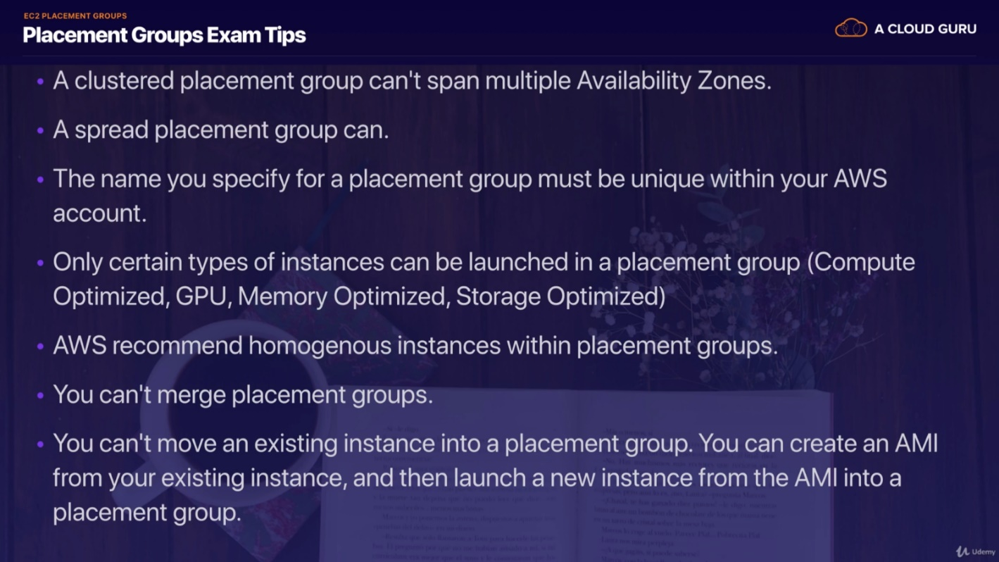 EC2 PLACEMENT GROUPS
Placement Groups Exam Tips
A CLOUD GURU
• A clustered placement group can't span multiple Availability Zones.
• A spread placement group can.
• The name you specify for a placement group must be unique within your AWS
account.
• Only certain types of instances can be launched in a placement group (Compute
Optimized, GPU, Memory Optimized, Storage Optimized)
• AWS recommend homogenous instances within placement groups.
• You can't merge placement groups.
• You can't move an existing instance into a placement group. You can create an AMI
from your existing instance, and then launch a new instance from the AMI into a
placement group.
Udemy